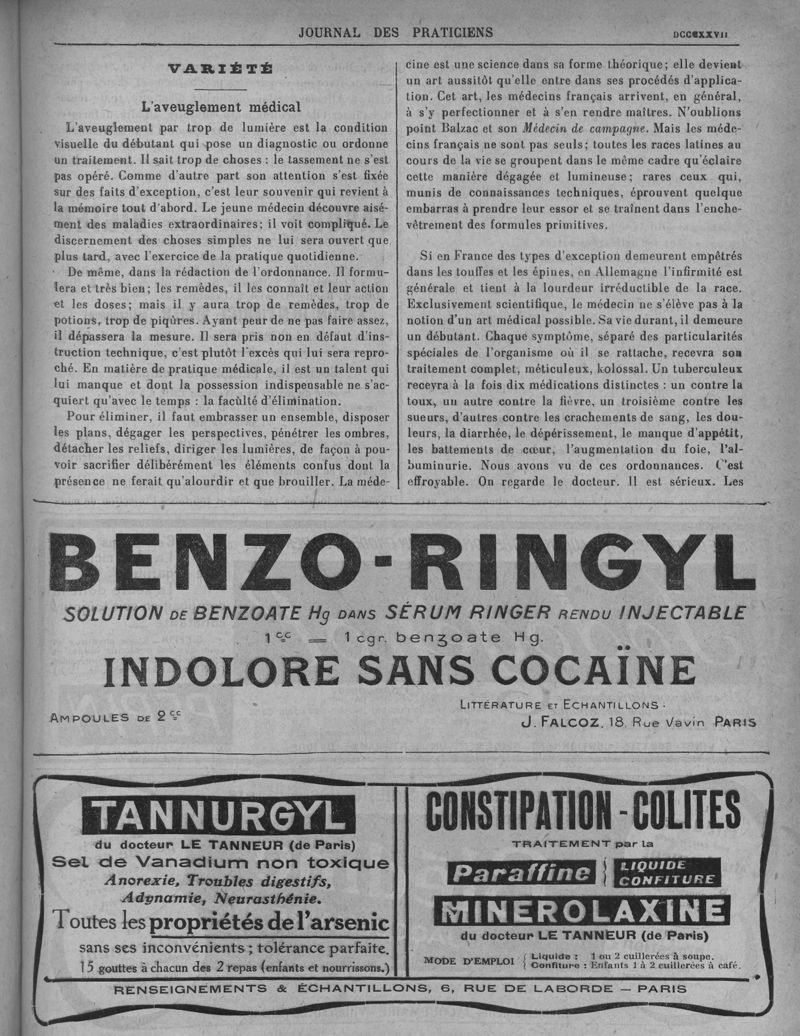 JOURNAL DES PRATICIENS
DCCCXXVII
VARIÉTÉ
L'aveuglement médical
L'aveuglement par trop de lumière est la condition
visuelle du débutant qui pose un diagnostic ou ordonne
un traitement. Il sait trop de choses : le tassement ne s'est
pas opéré. Comme d'autre part son attention s'est fixée
sur des faits d'exception, c'est leur souvenir qui revient à
la mémoire tout d'abord. Le jeune médecin découvre aisé-
ment des maladies extraordinaires; il voit compliqué. Le
discernement des choses simples ne lui sera ouvert que
plus tard, avec l'exercice de la pratique quotidienne.
De même, dans la rédaction de l'ordonnance. Il formu-
lera et très bien; les remèdes, il les connaît et leur action
et les doses; mais il y aura trop de remèdes, trop de
potions, trop de piqûres. Ayant peur de ne pas faire assez,
il dépassera la mesure. Il sera pris non en défaut d'ins-
truction technique, c'est plutôt l'excès qui lui sera repro-
ché. En matière de pratique médicale, il est un talent qui
lui manque et dont la possession indispensable ne s'ac-
quiert qu'avec le temps : la faculté d'élimination.
Pour éliminer, il faut embrasser un ensemble, disposer
les plans, dégager les perspectives, pénétrer les ombres,
détacher les reliefs, diriger les lumières, de façon à pou-
voir sacrifier délibérément les éléments confus dont la
présence ne ferait qu'alourdir et que brouiller. La méde-
cine est une science dans sa forme théorique; elle devient
un art aussitôt qu'elle entre dans ses procédés d'applica-
tion. Cet art, les médecins français arrivent, en général,
à s'y perfectionner et à s'en rendre maîtres. N'oublions
point Balzac et son Médecin de campagne. Mais les méde-
cins français ne sont pas seuls; toutes les races latines au
cours de la vie se groupent dans le même cadre qu'éclaire
cette manière dégagée et lumineuse; rares ceux qui,
munis de connaissances techniques, éprouvent quelque
embarras à prendre leur essor et se traînent dans l'enche-
vêtrement des formules primitives.
Si en France des types d'exception demeurent empêtrés
dans les touffes et les épines, en Allemagne l'infirmité est
générale et tient à la lourdeur irréductible de la race.
Exclusivement scientifique, le médecin ne s'élève pas à la
notion d'un art médical possible. Sa vie durant, il demeure
un débutant. Chaque symptôme, séparé des particularités
spéciales de l'organisme où il se rattache, recevra son
traitement complet, méticuleux, kolossal. Un tuberculeux
recevra à la fois dix médications distinctes : un contre la
toux, un autre contre la fièvre, un troisième contre les
sueurs, d'autres contre les crachements de sang, les dou-
leurs, la diarrhée, le dépérissement, le manque d'appétit,
les battements de cœur, l'augmentation du foie, l'al-
buminurie. Nous avons vu de ces ordonnances. C'est
effroyable. On regarde le docteur. Il est sérieux. Les
BENZO-RINGYL
SOLUTION DE BENZOATE Hg DANS SÉRUM RINGER RENDU INJECTABLE
1cc = 1 cgr. benzoate Hg.
INDOLORE SANS COCAÏNE
LITTÉRATURE ET ECHANTILLONS.
AMPOULES DE 2cc
J. FALCOZ, 18, Rue Vavin PARIS
TANNURGYL
du docteur LE TANNEUR (de Paris)
Sel de Vanadium non toxique
Anorexie, Troubles digestifs,
Adynamie, Neurasthénie.
Toutes les propriétés de l'arsenic
sans ses inconvénients; tolérance parfaite.
15 gouttes à chacun des 2 repas (enfants et nourrissons.)
CONSTIPATION - COLITES
TRAITEMENT par la
Paraffine { LIQUIDE
CONFITURE
MINEROLAXINE
du docteur LE TANNEUR (de Paris)
MODE D'EMPLOI { Liquide : 1 ou 2 cuillerées à soupe.
Confiture : Enfants 1 à 2 cuillerées à café.
RENSEIGNEMENTS & ÉCHANTILLONS, 6, RUE DE LABORDE — PARIS